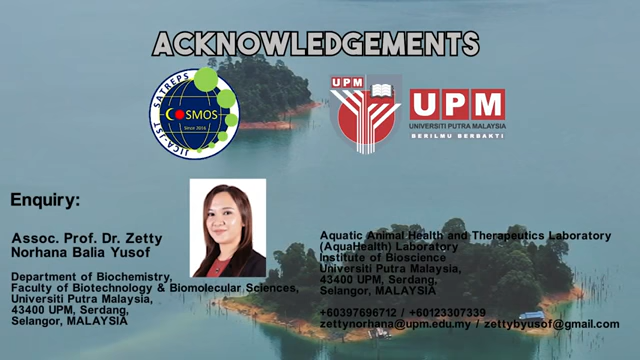 ACKNOWLEDGEMENTS
SATREPS
COSMOS
Since 2016
JICA-JST
UPM
UPM
UNIVERSITI PUTRA MALAYSIA
BERILMU BERBAKTI
Enquiry:
Assoc. Prof. Dr. Zetty
Norhana Balia Yusof
Department of Biochemistry,
Faculty of Biotechnology & Biomolecular Sciences,
Universiti Putra Malaysia,
43400 UPM, Serdang,
Selangor, MALAYSIA
Aquatic Animal Health and Therapeutics Laboratory
(AquaHealth) Laboratory
Institute of Bioscience
Universiti Putra Malaysia,
43400 UPM, Serdang,
Selangor, MALAYSIA
+60397696712 / +60123307339
zettynorhana@upm.edu.my / zettybyusof@gmail.com